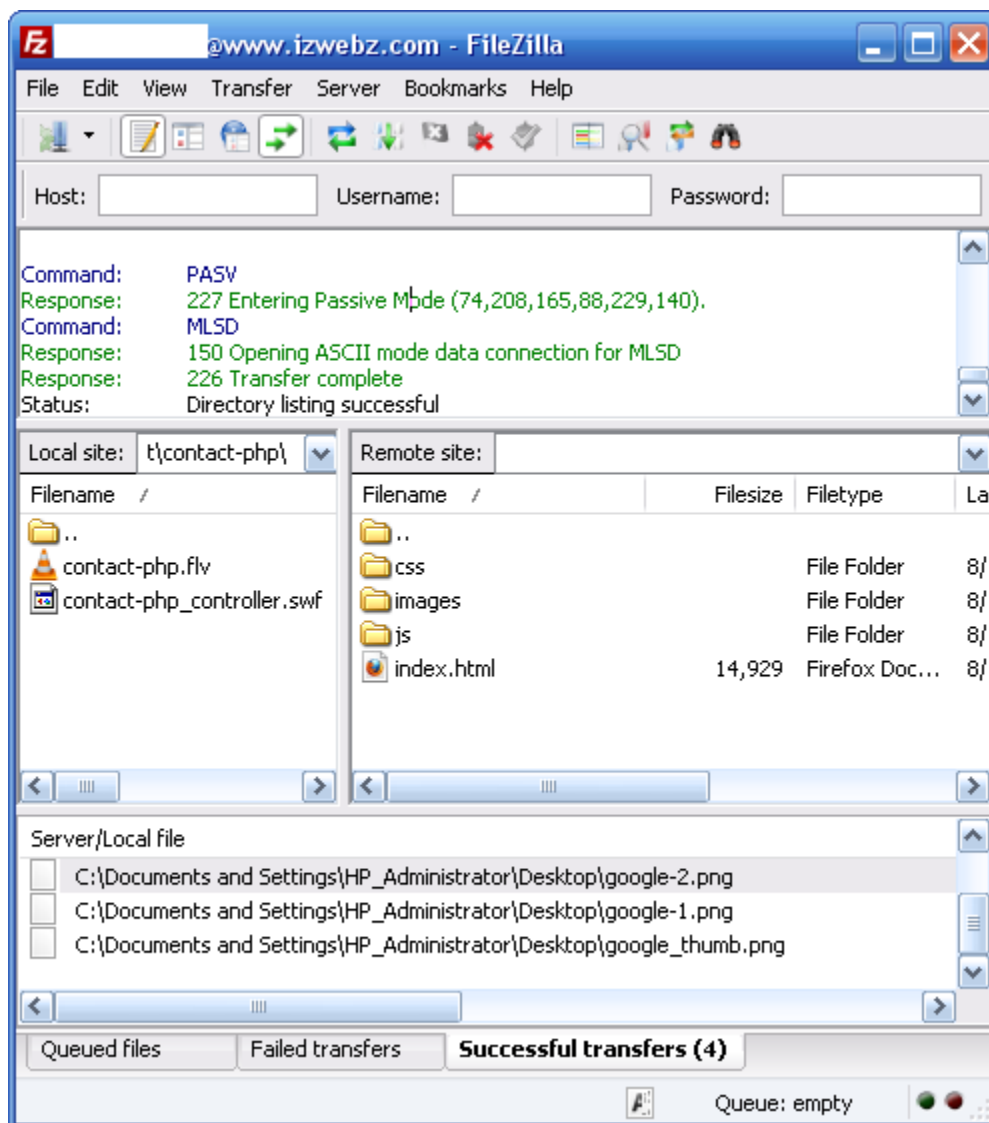 @www.izwebz.com - FileZilla
File Edit View Transfer Server Bookmarks Help
Host: Username: Password:
Command: PASV
Response: 227 Entering Passive Mode (74,208,165,88,229,140).
Command: MLSD
Response: 150 Opening ASCII mode data connection for MLSD
Response: 226 Transfer complete
Status: Directory listing successful
Local site: t\contact-php\ Remote site:
Filename / Filename / Filesize Filetype La
.. ..
contact-php.flv css File Folder 8/
contact-php_controller.swf images File Folder 8/
js File Folder 8/
index.html 14,929 Firefox Doc... 8/
Server/Local file
C:\Documents and Settings\HP_Administrator\Desktop\google-2.png
C:\Documents and Settings\HP_Administrator\Desktop\google-1.png
C:\Documents and Settings\HP_Administrator\Desktop\google_thumb.png
Queued files Failed transfers Successful transfers (4)
Queue: empty